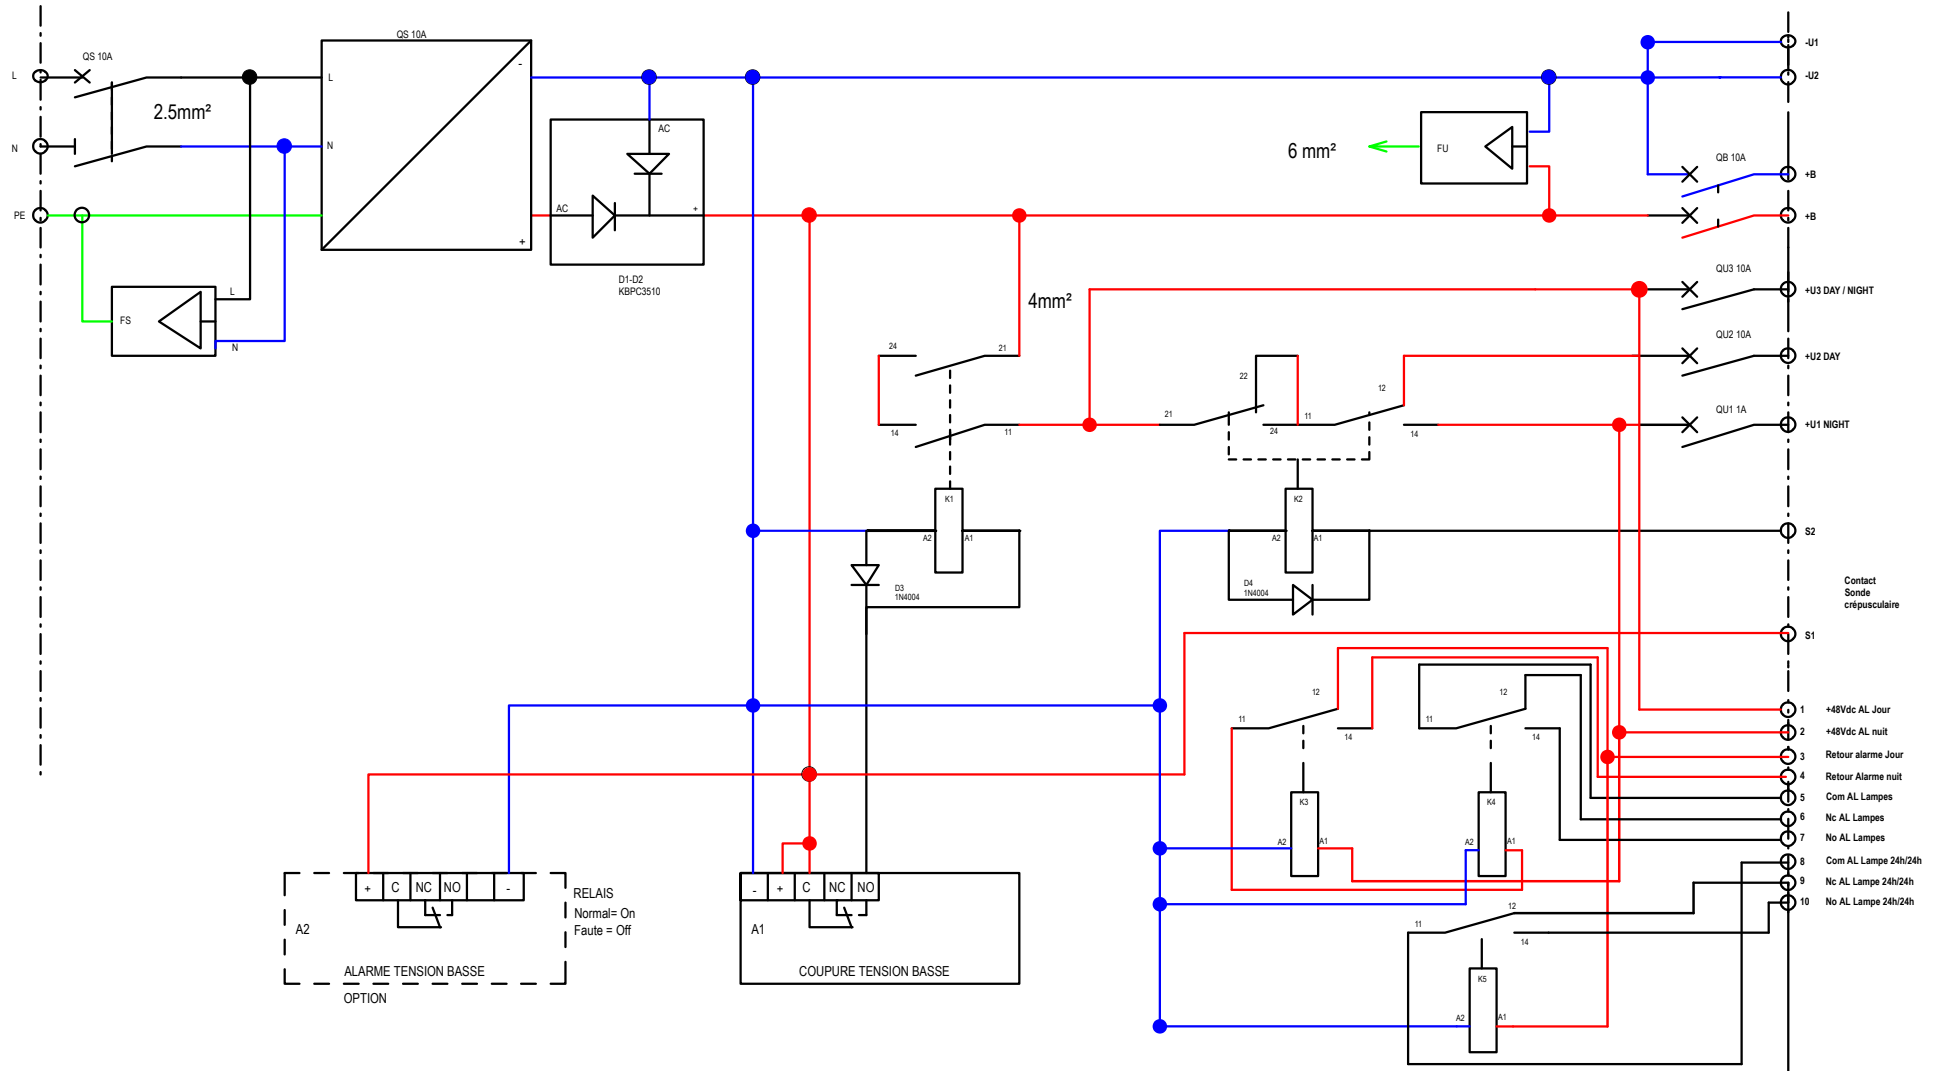 QS 10A
QS 10A
L
L
-
-U1
-U2
2.5mm²
N
N
PE
+
AC
AC
+
D1-D2
KBPC3510
6 mm²
FU
QB 10A
+B
+B
L
FS
N
4mm²
QU3 10A
+U3 DAY / NIGHT
QU2 10A
+U2 DAY
QU1 1A
+U1 NIGHT
24
21
14
11
21
22
24
11
12
14
K1
A2
A1
D3
1N4004
K2
A2
A1
D4
1N4004
S2
Contact
Sonde
crépusculaire
S1
12
11
14
12
11
14
1 +48Vdc AL Jour
2 +48Vdc AL nuit
3 Retour alarme Jour
4 Retour Alarme nuit
5 Com AL Lampes
6 Nc AL Lampes
7 No AL Lampes
8 Com AL Lampe 24h/24h
9 Nc AL Lampe 24h/24h
10 No AL Lampe 24h/24h
K3
A2
A1
K4
A2
A1
12
11
14
K5
A2
A1
+ C NC NO -
A2
ALARME TENSION BASSE
OPTION
RELAIS
Normal= On
Faute = Off
- + C NC NO
A1
COUPURE TENSION BASSE